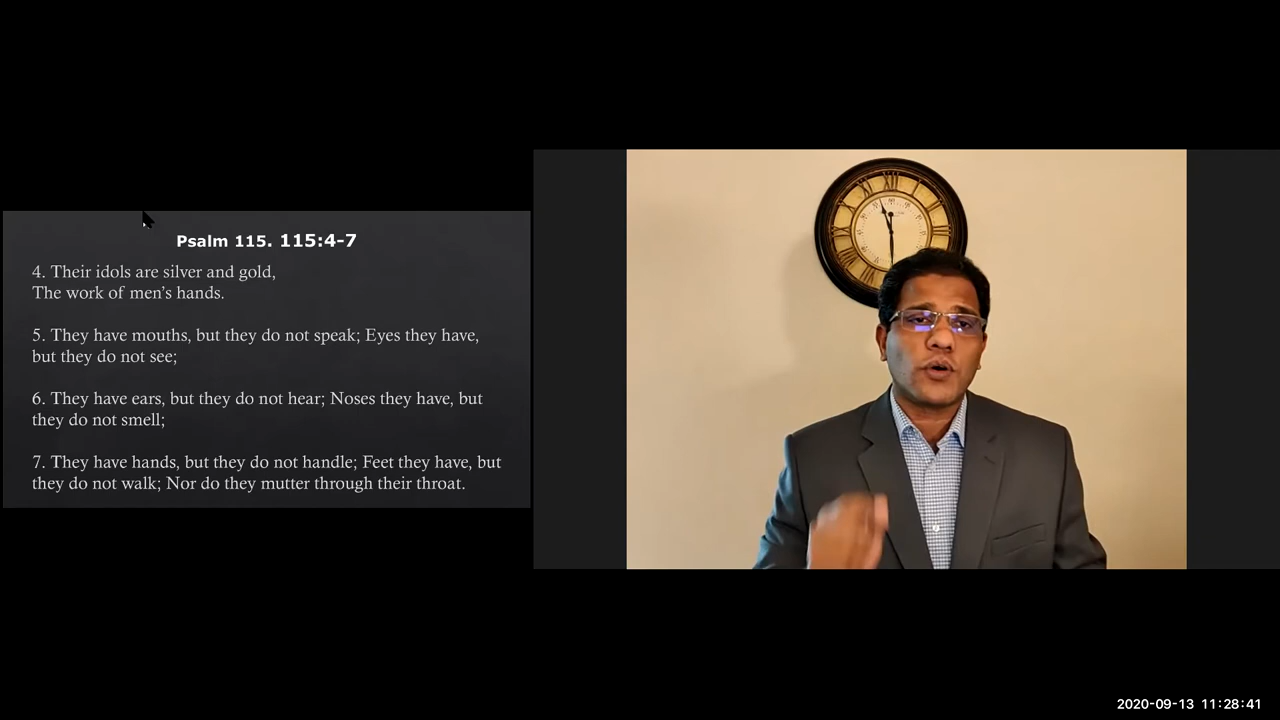 Psalm 115. 115:4-7
4. Their idols are silver and gold,
The work of men's hands.
5. They have mouths, but they do not speak; Eyes they have,
but they do not see;
6. They have ears, but they do not hear; Noses they have, but
they do not smell;
7. They have hands, but they do not handle; Feet they have, but
they do not walk; Nor do they mutter through their throat.
XII
2020-09-13 11:28:41